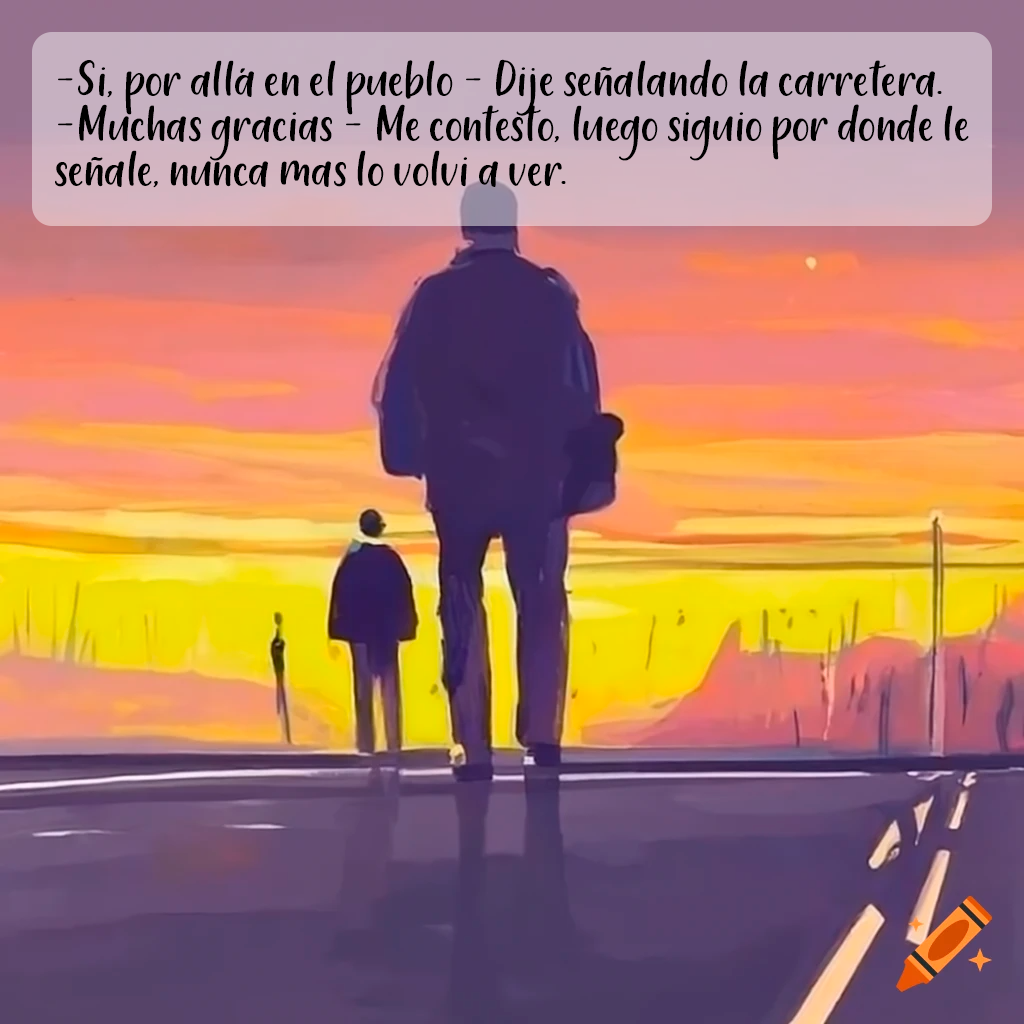 -Si, por allá en el pueblo - Dije señalando la carretera.
-Muchas gracias - Me contesto, luego siguio por donde le
señale, nunca mas lo volvi a ver.